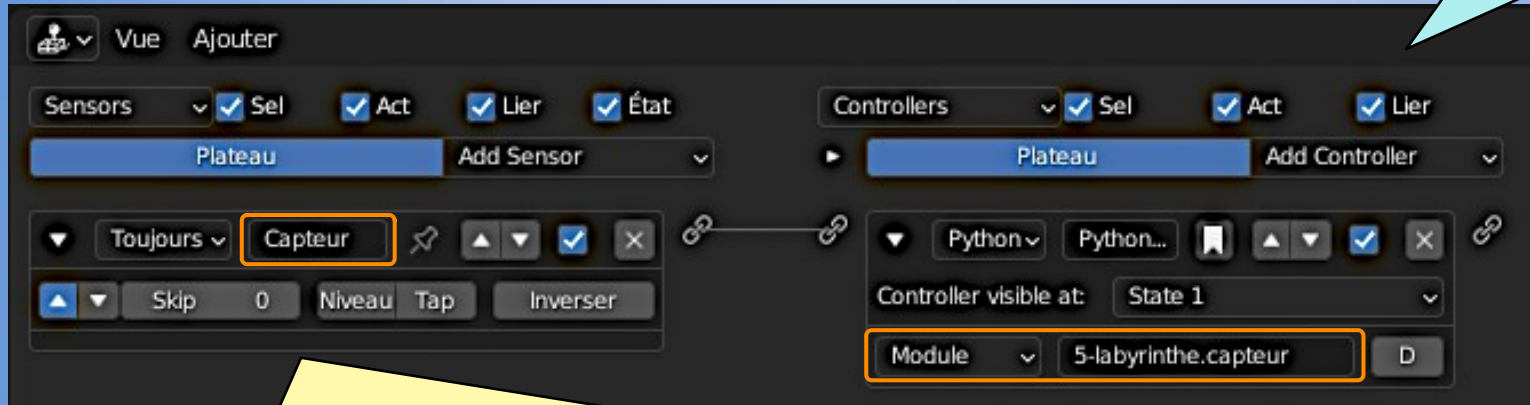 Vue Ajouter
Sensors Sel Act Lier État Controllers Sel Act Lier
Plateau Add Sensor Plateau Add Controller
Toujours Capteur Python Python...
Skip 0 Niveau Tap Inverser Controller visible at: State 1
Module 5-labyrinthe.capteur D